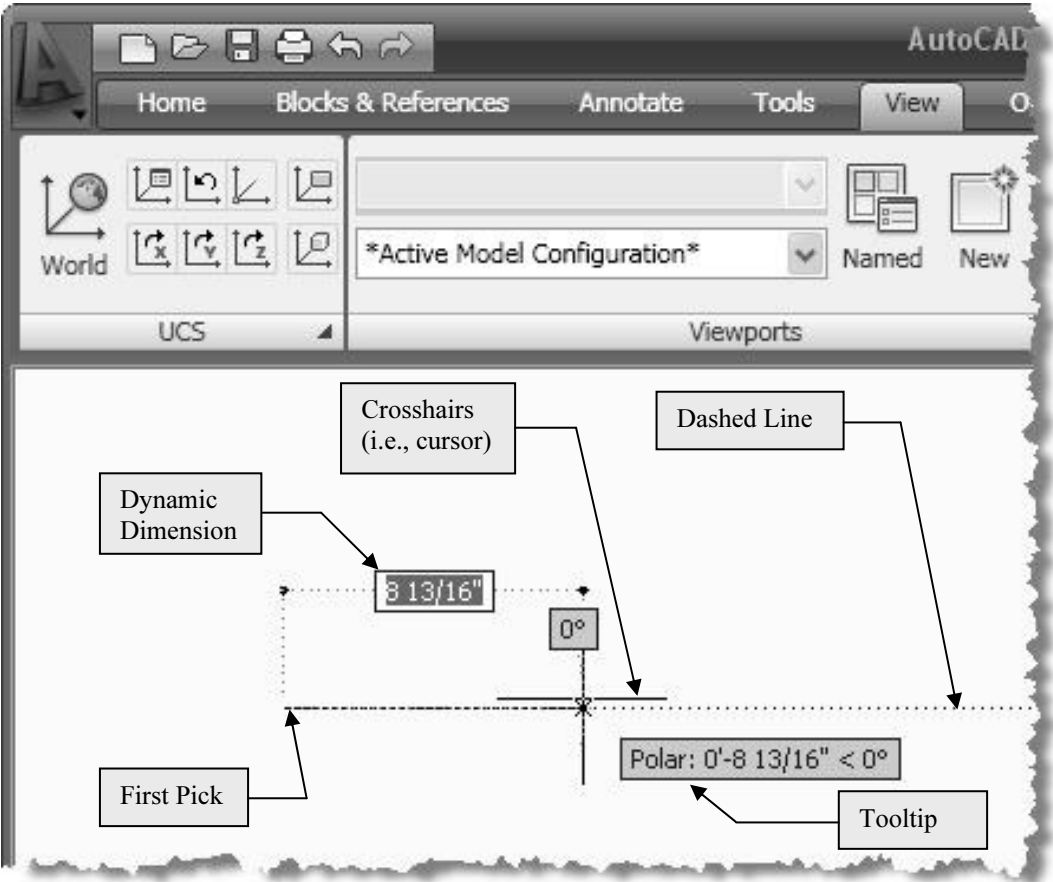 AutoCAD
Home Blocks & References Annotate Tools View O
World
X Y Z
*Active Model Configuration*
Named New
UCS Viewports
Crosshairs
(i.e., cursor)
Dashed Line
Dynamic
Dimension
8 13/16"
0°
Polar: 0'-8 13/16" < 0°
First Pick
Tooltip